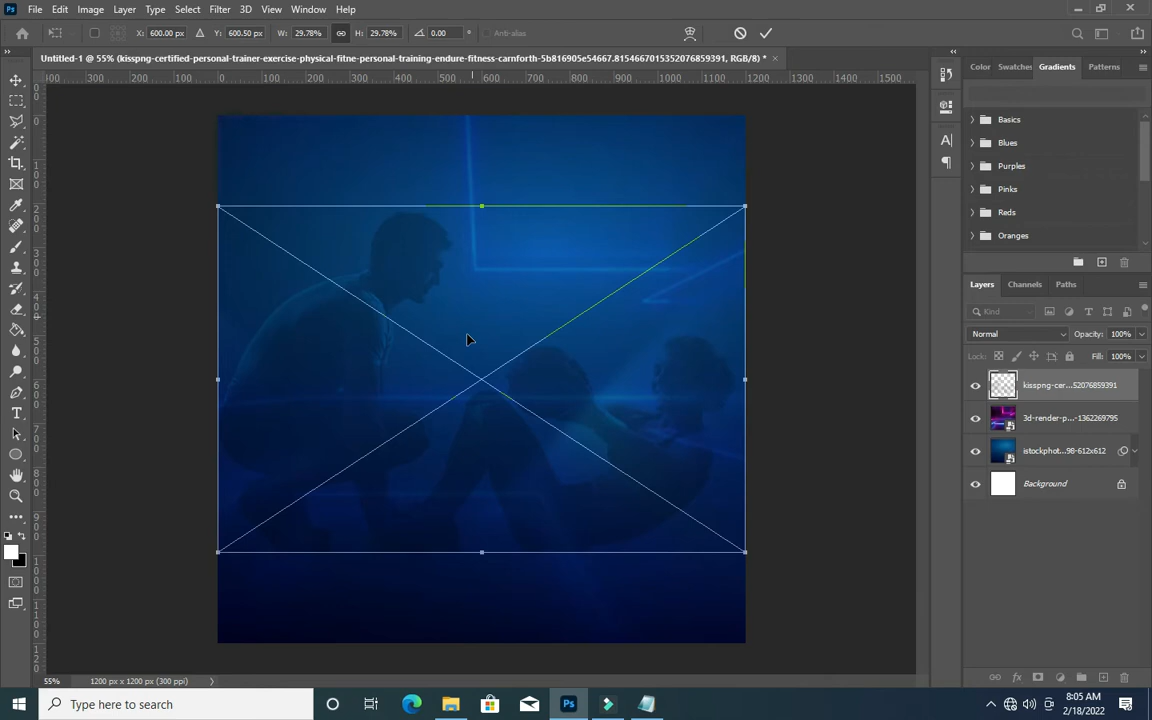 Ps File Edit Image Layer Type Select Filter 3D View Window Help
X: 600.00 px Y: 600.50 px W: 29.78% H: 29.78% 0.00 ° Anti-alias
Untitled-1 @ 55% (kisspng-certified-personal-trainer-exercise-physical-fitne-personal-training-endure-fitness-carnforth-5b816905e54667.8154667015352076859391, RGB/8) *
Color Swatches Gradients Patterns
Basics
Blues
Purples
Pinks
Reds
Oranges
Layers Channels Paths
Kind
Normal Opacity: 100%
Lock: Fill: 100%
kisspng-cer...52076859391
3d-render-p...-1362269795
istockphot...98-612x612
Background
55% 1200 px x 1200 px (300 ppi)
Type here to search
Ps
8:05 AM
2/18/2022